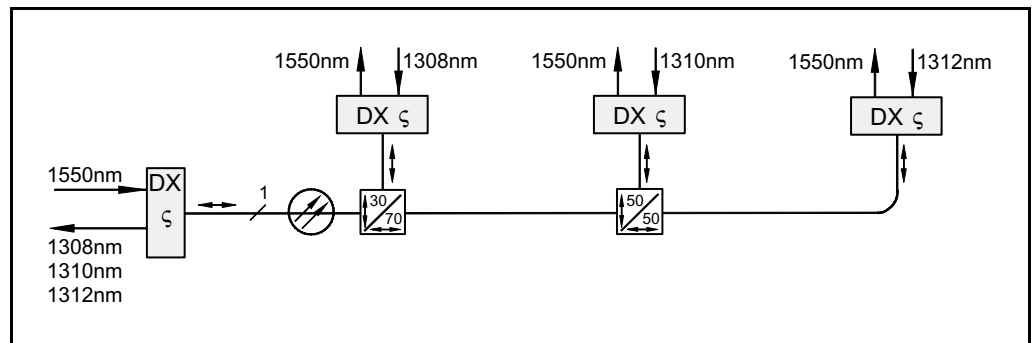 1550nm 1308nm 1550nm 1310nm 1550nm 1312nm
DX ς DX ς DX ς
1550nm DX 1 30 50
ς 70 50
1308nm
1310nm
1312nm